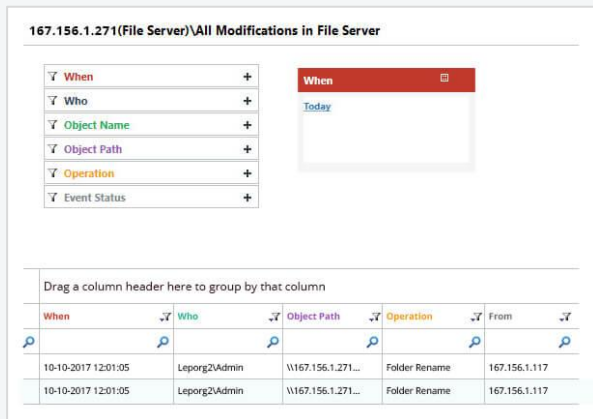 167.156.1.271(File Server)\All Modifications in File Server
When +
Who +
Object Name +
Object Path +
Operation +
Event Status +
When
Today
Drag a column header here to group by that column
When Who Object Path Operation From
10-10-2017 12:01:05 Leporg2\Admin \\167.156.1.271... Folder Rename 167.156.1.117
10-10-2017 12:01:05 Leporg2\Admin \\167.156.1.271... Folder Rename 167.156.1.117